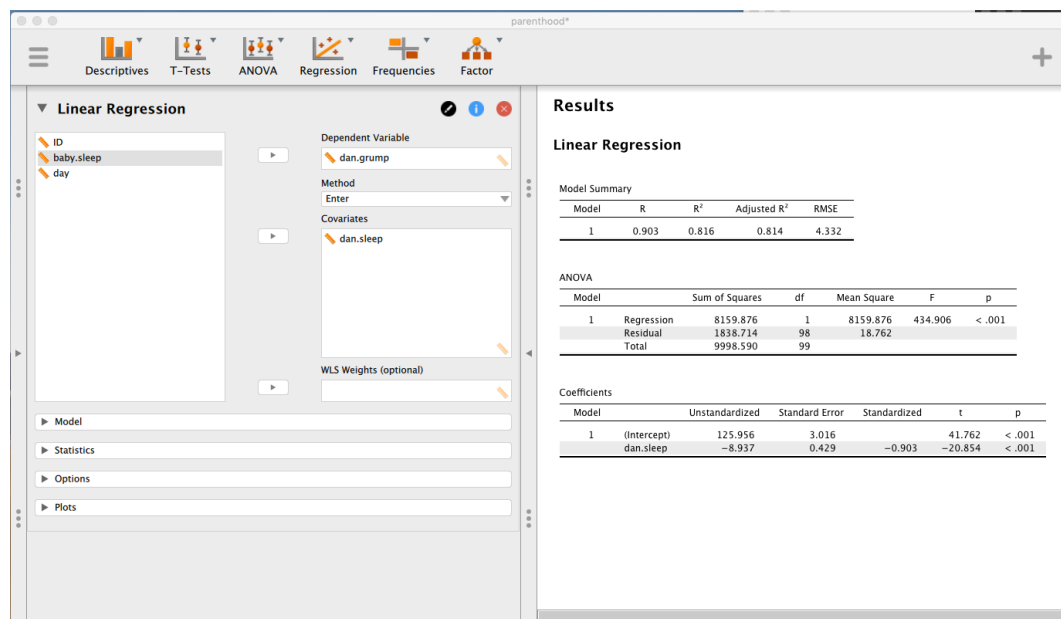 parenthood*
Descriptives T-Tests ANOVA Regression Frequencies Factor
Linear Regression
ID
baby.sleep
day
Dependent Variable
dan.grump
Method
Enter
Covariates
dan.sleep
WLS Weights (optional)
Model
Statistics
Options
Plots
Results
Linear Regression
Model Summary
Model R R² Adjusted R² RMSE
1 0.903 0.816 0.814 4.332
ANOVA
Model Sum of Squares df Mean Square F p
1 Regression 8159.876 1 8159.876 434.906 < .001
Residual 1838.714 98 18.762
Total 9998.590 99
Coefficients
Model Unstandardized Standard Error Standardized t p
1 (Intercept) 125.956 3.016 41.762 < .001
dan.sleep −8.937 0.429 −0.903 −20.854 < .001